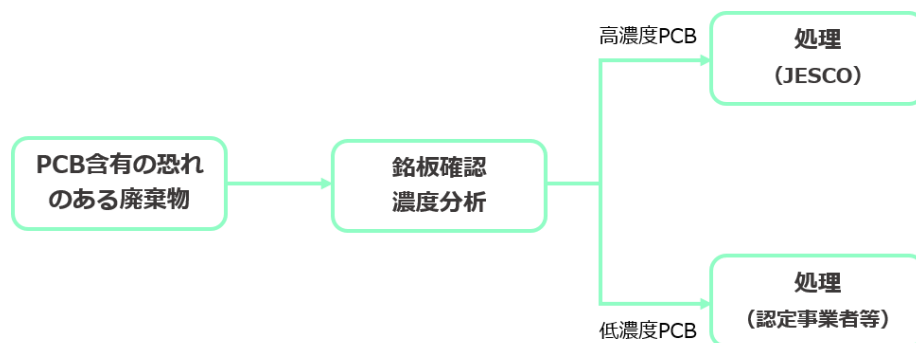 PCB含有の恐れ
のある廃棄物
銘板確認
濃度分析
高濃度PCB
処理
（JESCO）
低濃度PCB
処理
（認定事業者等）